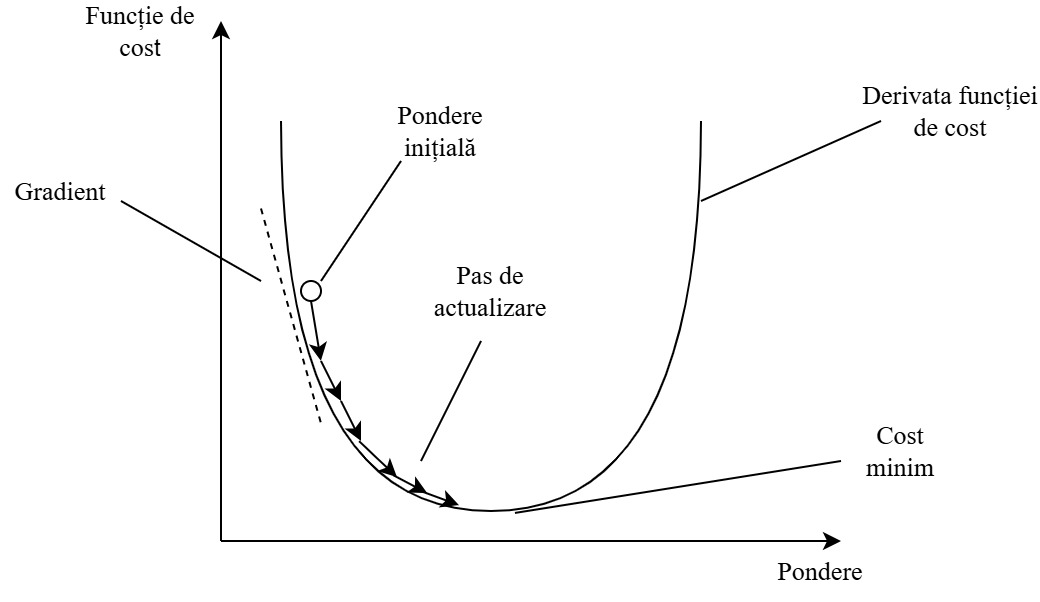 Funcție de
cost
Pondere
inițială
Derivata funcției
de cost
Gradient
Pas de
actualizare
Cost
minim
Pondere